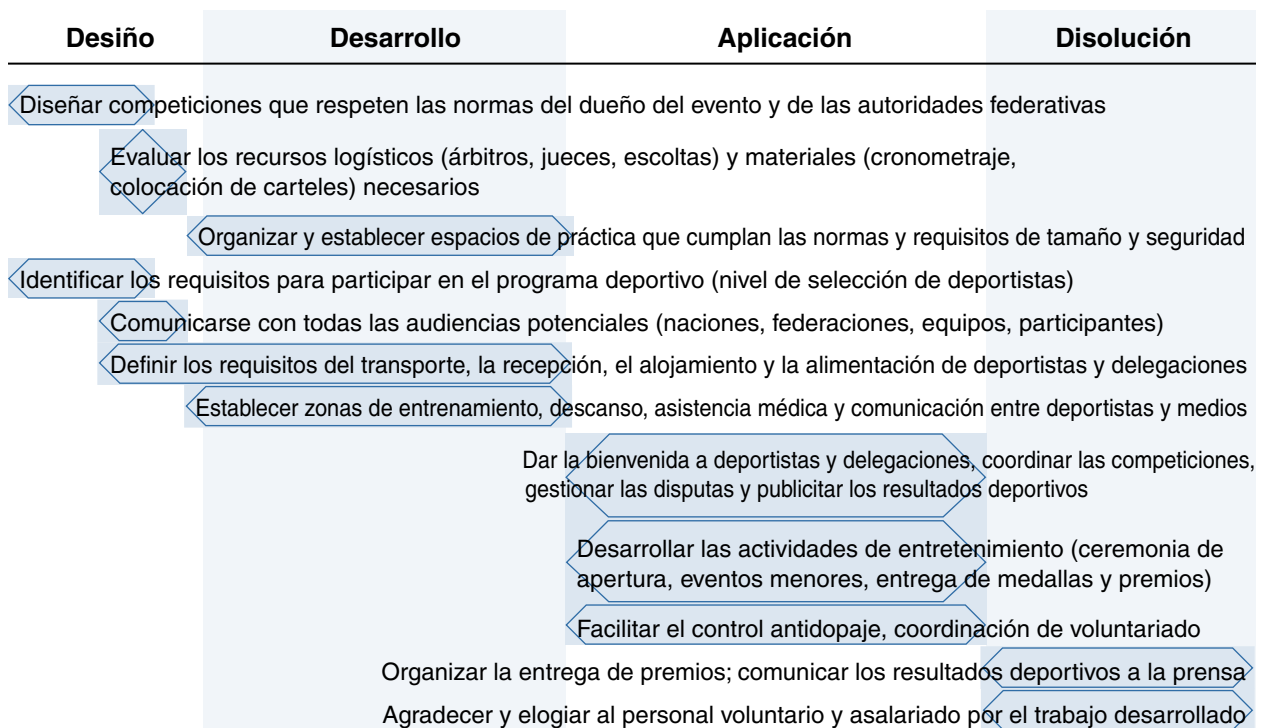 Desiño Desarrollo Aplicación Disolución
Diseñar competiciones que respeten las normas del dueño del evento y de las autoridades federativas
Evaluar los recursos logísticos (árbitros, jueces, escoltas) y materiales (cronometraje,
colocación de carteles) necesarios
Organizar y establecer espacios de práctica que cumplan las normas y requisitos de tamaño y seguridad
Identificar los requisitos para participar en el programa deportivo (nivel de selección de deportistas)
Comunicarse con todas las audiencias potenciales (naciones, federaciones, equipos, participantes)
Definir los requisitos del transporte, la recepción, el alojamiento y la alimentación de deportistas y delegaciones
Establecer zonas de entrenamiento, descanso, asistencia médica y comunicación entre deportistas y medios
Dar la bienvenida a deportistas y delegaciones, coordinar las competiciones,
gestionar las disputas y publicitar los resultados deportivos
Desarrollar las actividades de entretenimiento (ceremonia de
apertura, eventos menores, entrega de medallas y premios)
Facilitar el control antidopaje, coordinación de voluntariado
Organizar la entrega de premios; comunicar los resultados deportivos a la prensa
Agradecer y elogiar al personal voluntario y asalariado por el trabajo desarrollado